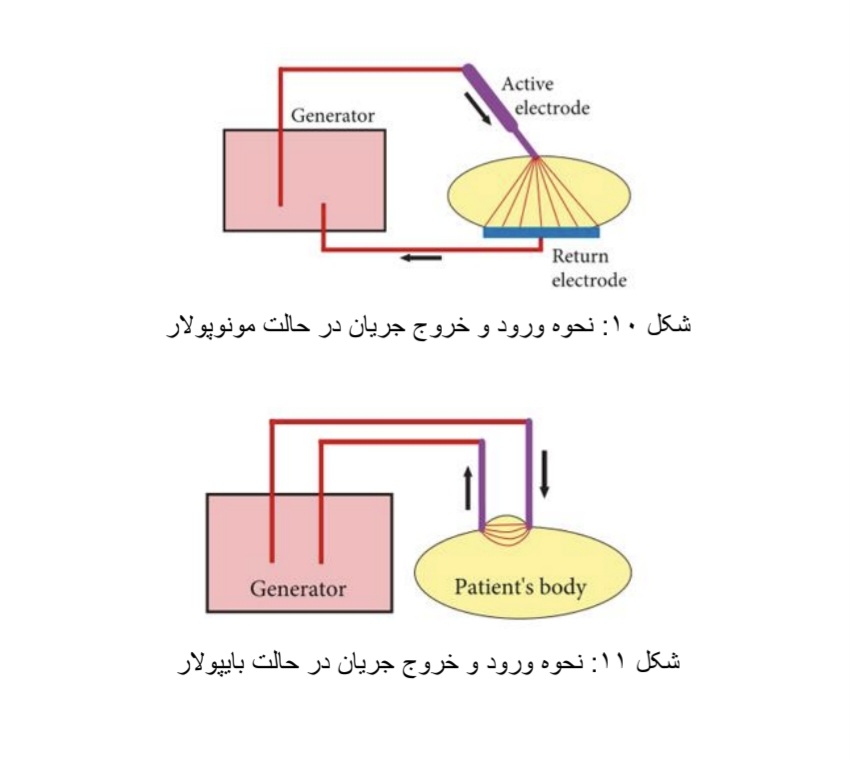 Generator
Active
electrode
Return
electrode
شکل ۱۰: نحوه ورود و خروج جریان در حالت مونوپولار
Generator
Patient's body
شکل ۱۱: نحوه ورود و خروج جریان در حالت بایپولار